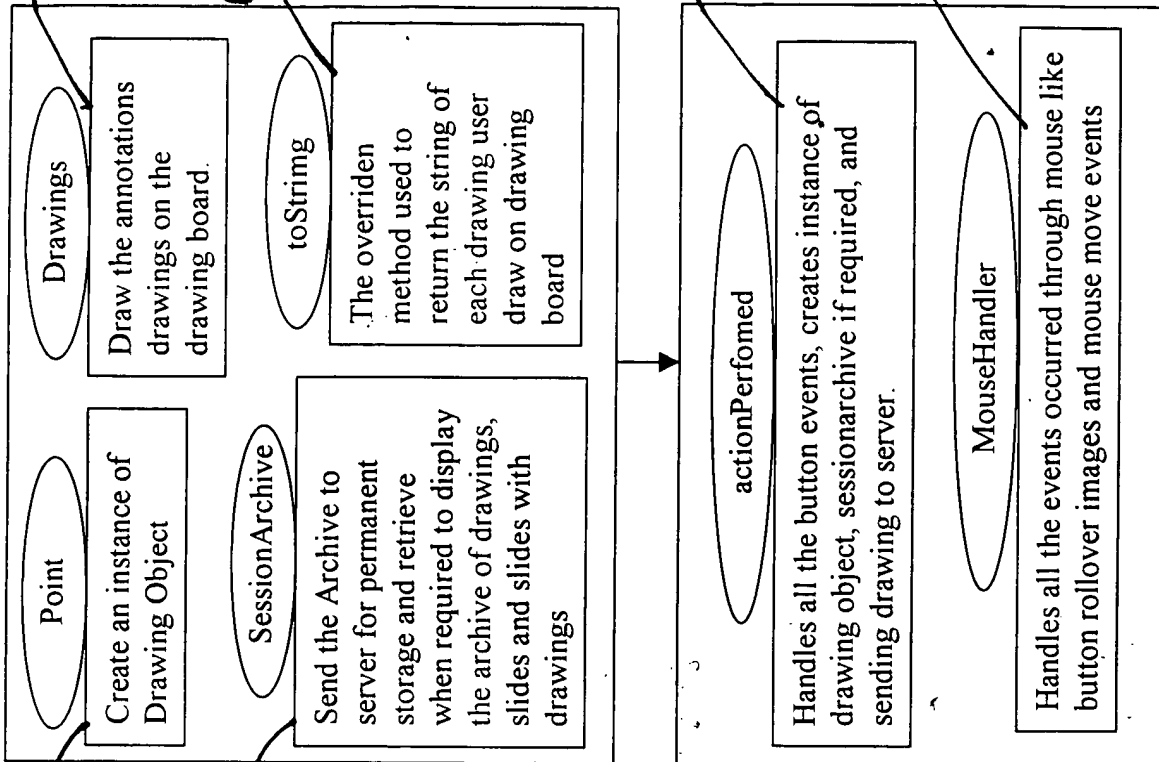 Point
Create an instance of
Drawing Object
Drawings
Draw the annotations
drawings on the
drawing board.
SessionArchive
Send the Archive to
server for permanent
storage and retrieve
when required to display
the archive of drawings,
slides and slides with
drawings
toStrimg
The overriden
method used to
return the string of
each drawing user
draw on drawing
board
actionPerfomed
Handles all the button events, creates instance of
drawing object, sessionarchive if required, and
sending drawing to server.
MouseHandler
Handles all the events occurred through mouse like
button rollover images and mouse move events